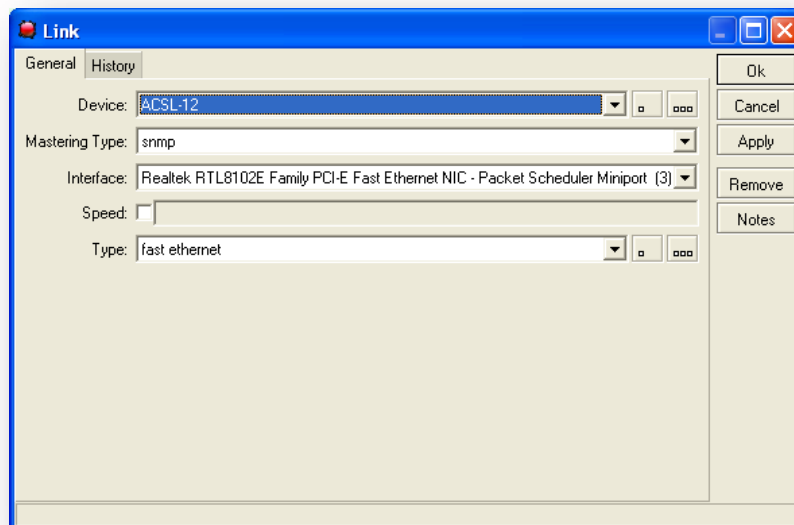 Link
General
History
Device: ACSL-12
Mastering Type: snmp
Interface: Realtek RTL8102E Family PCI-E Fast Ethernet NIC - Packet Scheduler Miniport (3)
Speed:
Type: fast ethernet
Ok
Cancel
Apply
Remove
Notes